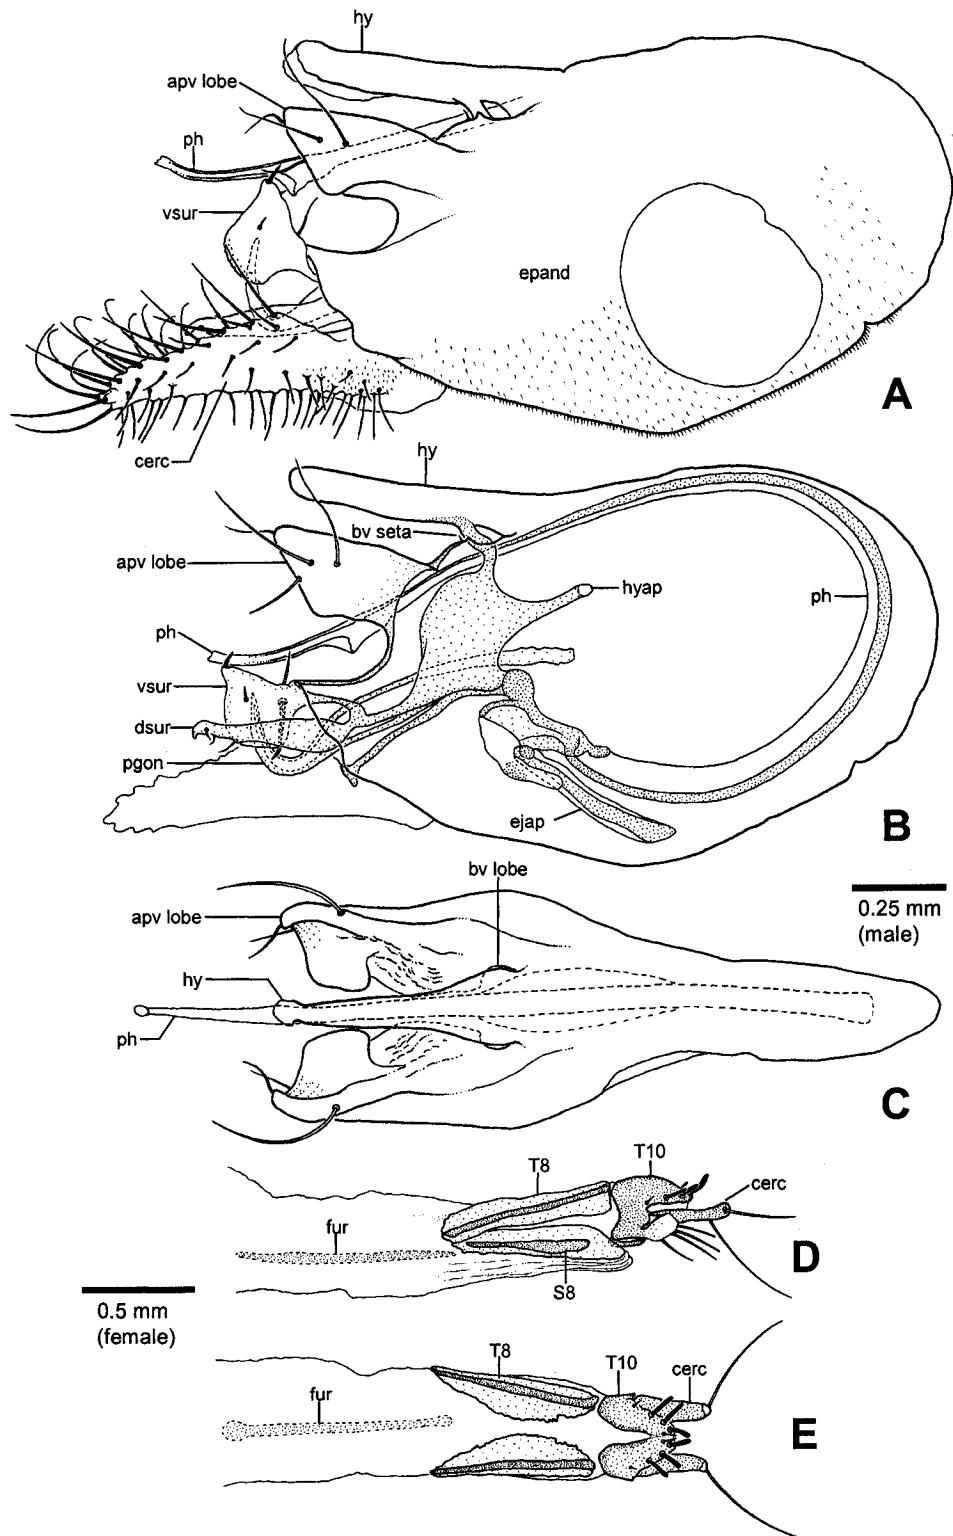 hy
apv lobe
ph
vsur
epand
A
cerc
hy
bv seta
apv lobe
hyap
ph
ph
vsur
dsur
pgon
ejap
B
bv lobe
0.25 mm
(male)
apv lobe
hy
ph
C
T10
T8
cerc
fur
D
S8
0.5 mm
(female)
T8
T10
cerc
fur
E